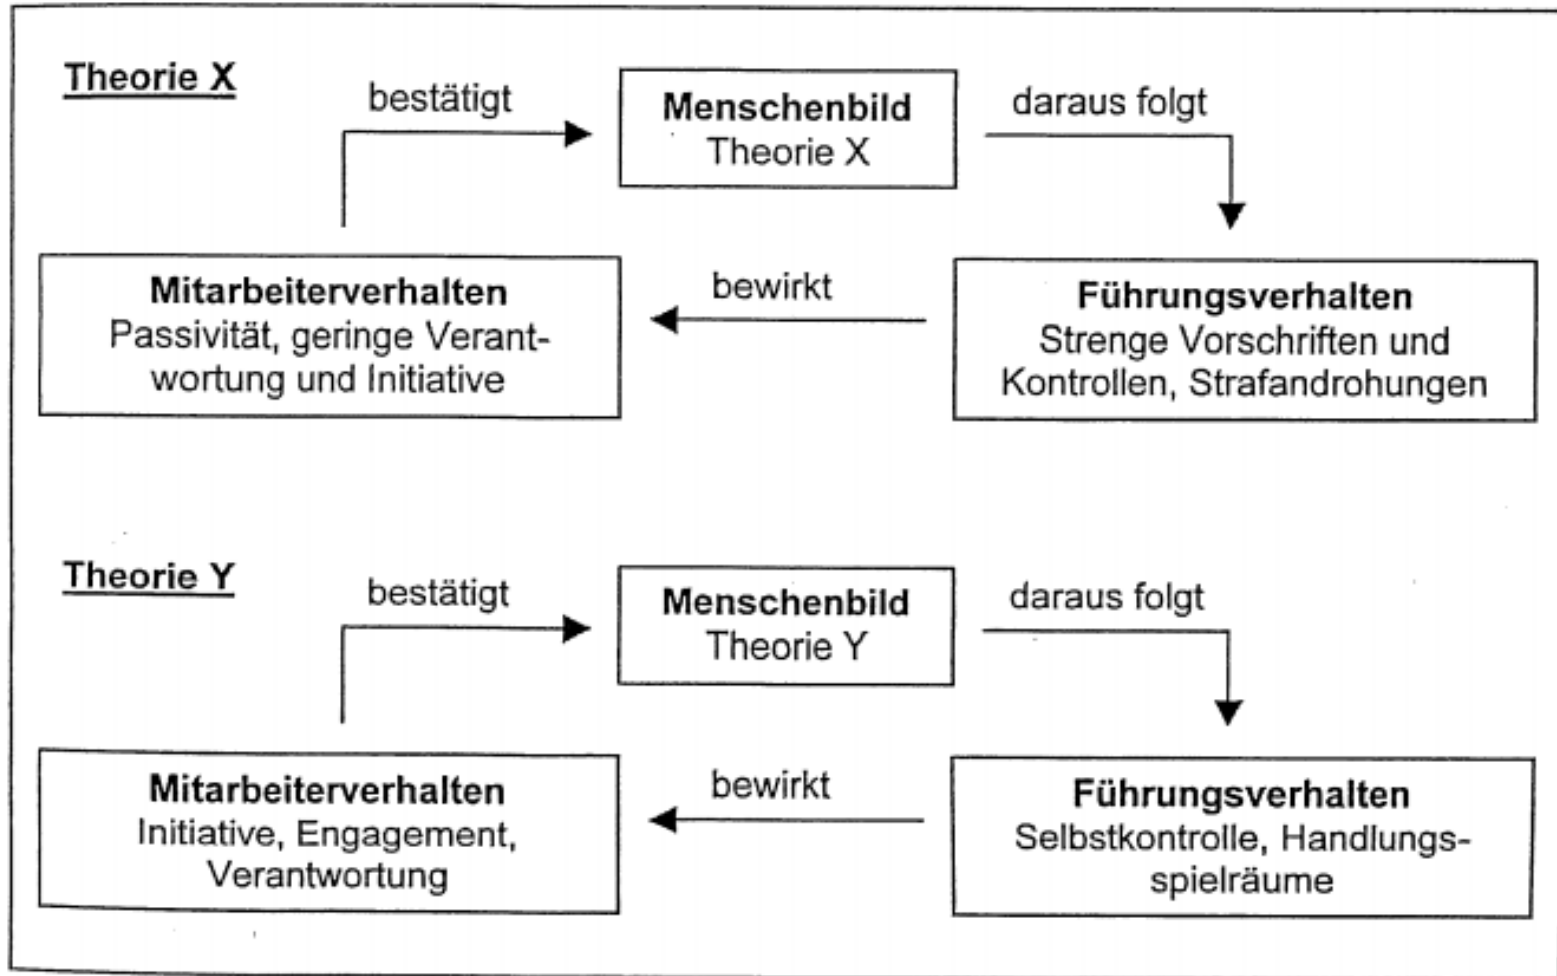 Theorie X
bestätigt
Menschenbild
Theorie X
daraus folgt
Mitarbeiterverhalten
Passivität, geringe Verant-
wortung und Initiative
bewirkt
Führungsverhalten
Strenge Vorschriften und
Kontrollen, Strafandrohungen
Theorie Y
bestätigt
Menschenbild
Theorie Y
daraus folgt
Mitarbeiterverhalten
Initiative, Engagement,
Verantwortung
bewirkt
Führungsverhalten
Selbstkontrolle, Handlungs-
spielräume